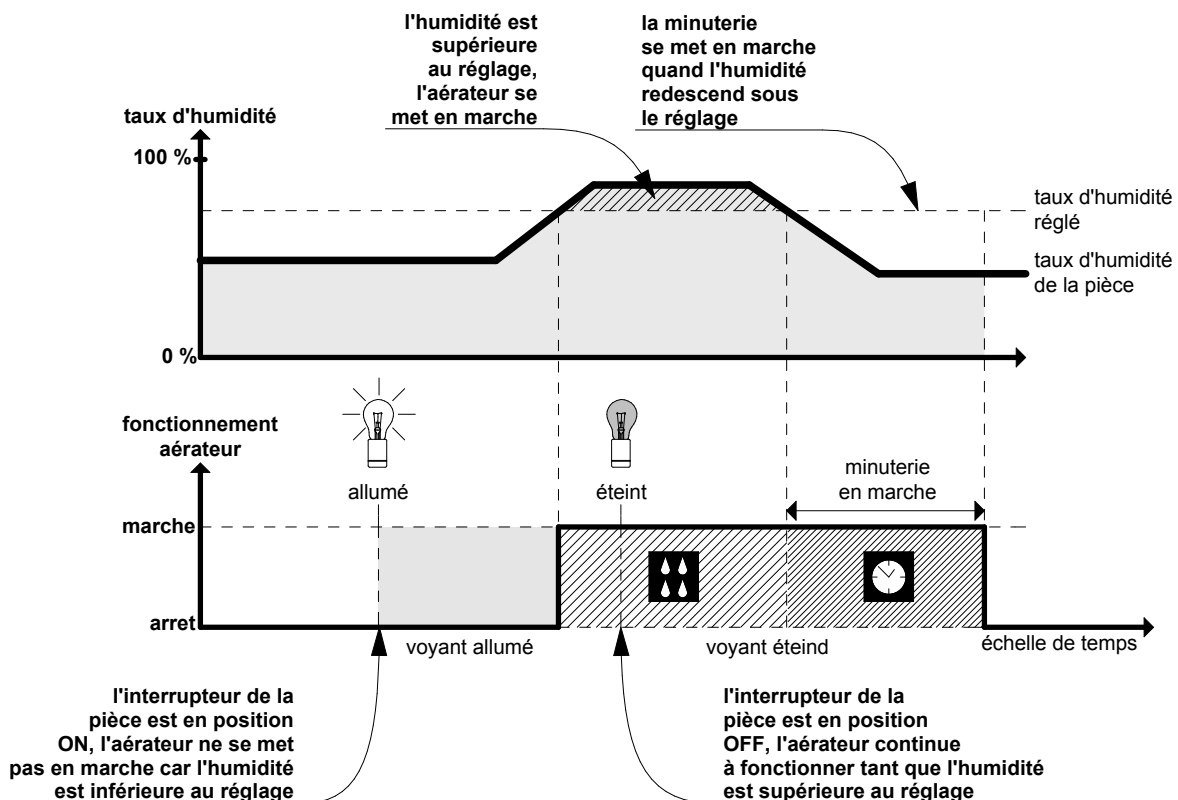 l'humidité est
supérieure
au réglage,
l'aérateur se
met en marche
la minuterie
se met en marche
quand l'humidité
redescend sous
le réglage
taux d'humidité
100 %
taux d'humidité
réglé
taux d'humidité
de la pièce
0 %
fonctionnement
aérateur
allumé
éteint
minuterie
en marche
marche
arret
voyant allumé
voyant éteind
échelle de temps
l'interrupteur de la
pièce est en position
ON, l'aérateur ne se met
pas en marche car l'humidité
est inférieure au réglage
l'interrupteur de la
pièce est en position
OFF, l'aérateur continue
à fonctionner tant que l'humidité
est supérieure au réglage